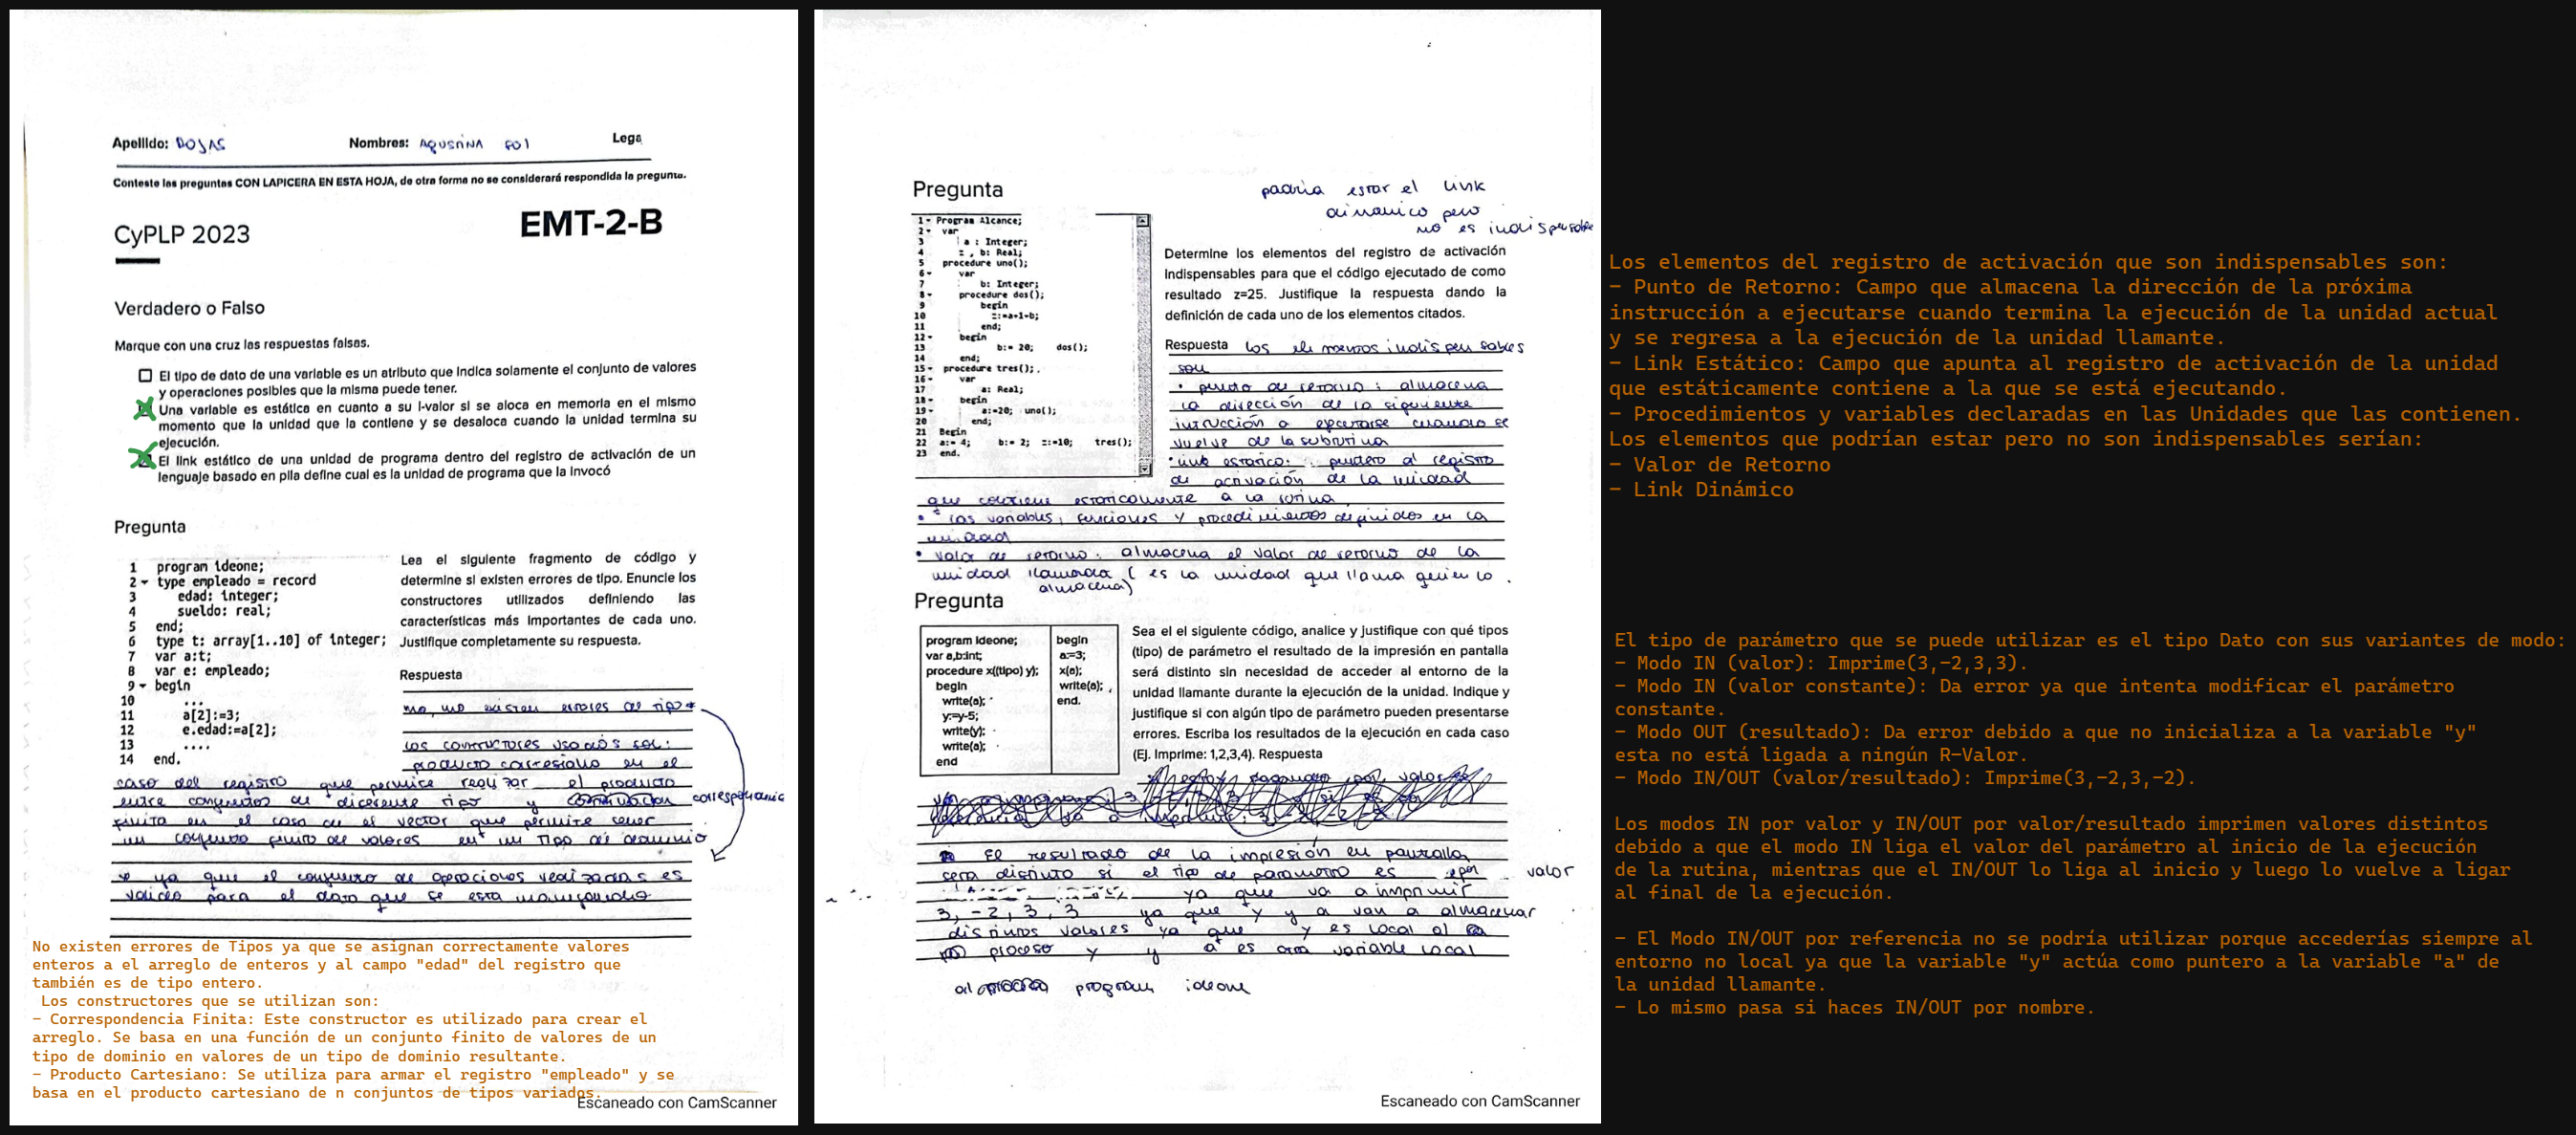 Apellido: ROJAS Nombres: AGUSTINA SOL Lega
Conteste las preguntas CON LAPICERA EN ESTA HOJA, de otra forma no se considerará respondida la pregunta.
CyPLP 2023 EMT-2-B
Verdadero o Falso
Marque con una cruz las respuestas falsas.
El tipo de dato de una variable es un atributo que indica solamente el conjunto de valores
y operaciones posibles que la misma puede tener.
Una variable es estática en cuanto a su l-valor si se aloca en memoria en el mismo
momento que la unidad que la contiene y se desaloca cuando la unidad termina su
ejecución.
El link estático de una unidad de programa dentro del registro de activación de un
lenguaje basado en pila define cual es la unidad de programa que la invocó
Pregunta
1 program ideone;
2 type empleado = record
3 edad: integer;
4 sueldo: real;
5 end;
6 type t: array[1..10] of integer;
7 var a:t;
8 var e: empleado;
9 begin
10 ...
11 a[2]:=3;
12 e.edad:=a[2];
13 ....
14 end.
Lea el siguiente fragmento de código y
determine si existen errores de tipo. Enuncie los
constructores utilizados definiendo las
características más importantes de cada uno.
Justifique completamente su respuesta.
Respuesta
no, no existen errores de tipo *
los constructores usados son:
producto cartesiano en el
caso del registro que permite realizar el producto
entre conjuntos de diferente tipo y correspondencia
finita en el caso de el vector que permite tener
un conjunto finito de valores en un tipo de dominio
* ya que el conjunto de operaciones realizadas es
valido para el dato que se esta manejando
No existen errores de Tipos ya que se asignan correctamente valores
enteros a el arreglo de enteros y al campo "edad" del registro que
también es de tipo entero.
Los constructores que se utilizan son:
- Correspondencia Finita: Este constructor es utilizado para crear el
arreglo. Se basa en una función de un conjunto finito de valores de un
tipo de dominio en valores de un tipo de dominio resultante.
- Producto Cartesiano: Se utiliza para armar el registro "empleado" y se
basa en el producto cartesiano de n conjuntos de tipos variados.
Escaneado con CamScanner
Pregunta
podria estar el link
dinamico pero
no es indispensable
1 Program Alcance;
2 var
3 a : Integer;
4 z , b: Real;
5 procedure uno();
6 var
7 b: Integer;
8 procedure dos();
9 begin
10 z:=a+1+b;
11 end;
12 begin
13 b:= 20; dos();
14 end;
15 procedure tres();
16 var
17 a: Real;
18 begin
19 a:=20; uno();
20 end;
21 Begin
22 a:= 4; b:= 2; z:=10; tres();
23 end.
Determine los elementos del registro de activación
indispensables para que el código ejecutado de como
resultado z=25. Justifique la respuesta dando la
definición de cada uno de los elementos citados.
Respuesta los elementos indispensables
son
• punto de retorno: almacena
la dirección de la siguiente
intrucción a ejecutarse cuando se
vuelve de la subrutina
• link estatico: puntero al registro
de activación de la unidad
que contiene estaticamente a la rutina
• las variables, funciones y procedimientos definidos en la
unidad
• valor de retorno: almacena el valor de retorno de la
unidad llamada (es la unidad que llama quien lo
almacena)
Pregunta
program ideone;
var a,b:int;
procedure x((tipo) y);
begin
write(a);
y:=y-5;
write(y);
write(a);
end
begin
a:=3;
x(a);
write(a);
end.
Sea el el siguiente código, analice y justifique con qué tipos
(tipo) de parámetro el resultado de la impresión en pantalla
será distinto sin necesidad de acceder al entorno de la
unidad llamante durante la ejecución de la unidad. Indique y
justifique si con algún tipo de parámetro pueden presentarse
errores. Escriba los resultados de la ejecución en cada caso
(Ej. Imprime: 1,2,3,4). Respuesta
El resultado de la impresión en pantalla
sera distinto si el tipo de parametro es por valor
ya que va a imprimir
3, -2, 3, 3 ya que y y a van a almacenar
distintos valores ya que y es local al
proceso y a es otra variable local
al program ideone
Escaneado con CamScanner
Los elementos del registro de activación que son indispensables son:
- Punto de Retorno: Campo que almacena la dirección de la próxima
instrucción a ejecutarse cuando termina la ejecución de la unidad actual
y se regresa a la ejecución de la unidad llamante.
- Link Estático: Campo que apunta al registro de activación de la unidad
que estáticamente contiene a la que se está ejecutando.
- Procedimientos y variables declaradas en las Unidades que las contienen.
Los elementos que podrían estar pero no son indispensables serían:
- Valor de Retorno
- Link Dinámico
El tipo de parámetro que se puede utilizar es el tipo Dato con sus variantes de modo:
- Modo IN (valor): Imprime(3,-2,3,3).
- Modo IN (valor constante): Da error ya que intenta modificar el parámetro
constante.
- Modo OUT (resultado): Da error debido a que no inicializa a la variable "y"
esta no está ligada a ningún R-Valor.
- Modo IN/OUT (valor/resultado): Imprime(3,-2,3,-2).
Los modos IN por valor y IN/OUT por valor/resultado imprimen valores distintos
debido a que el modo IN liga el valor del parámetro al inicio de la ejecución
de la rutina, mientras que el IN/OUT lo liga al inicio y luego lo vuelve a ligar
al final de la ejecución.
- El Modo IN/OUT por referencia no se podría utilizar porque accederías siempre al
entorno no local ya que la variable "y" actúa como puntero a la variable "a" de
la unidad llamante.
- Lo mismo pasa si haces IN/OUT por nombre.